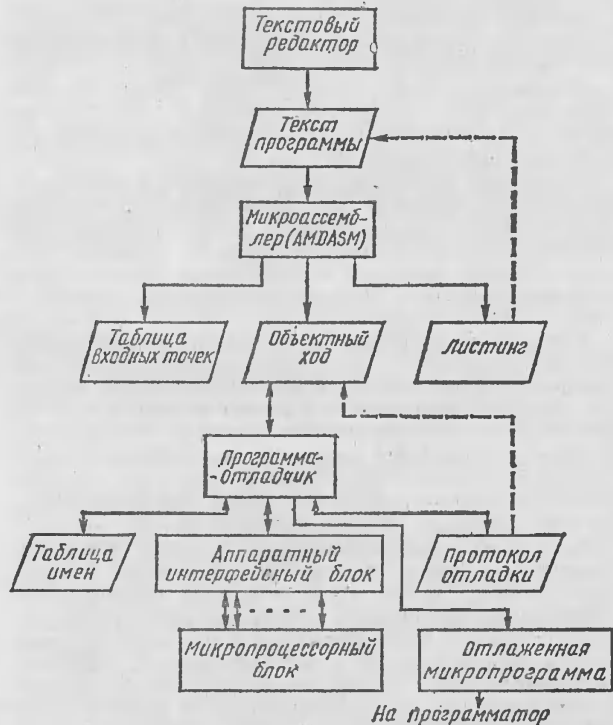 Текстовый
редактор
Текст
программы
Микроассемб-
лер (AMDASM)
Таблица
входных точек
Объектный
ход
Листинг
Программа-
-отладчик
Таблица
имен
Аппаратный
интерфейсный блок
Протокол
отладки
Микропроцессорный
блок
Отлаженная
микропрограмма
На программатор